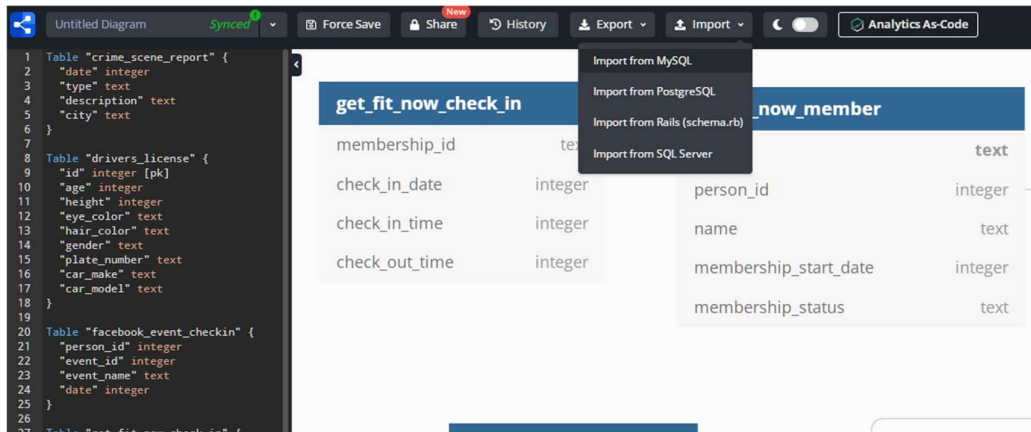 Untitled Diagram
Synced
!
Force Save
Share
New
History
Export
Import
Analytics As-Code
1 Table "crime_scene_report" {
2 "date" integer
3 "type" text
4 "description" text
5 "city" text
6 }
7
8 Table "drivers_license" {
9 "id" integer [pk]
10 "age" integer
11 "height" integer
12 "eye_color" text
13 "hair_color" text
14 "gender" text
15 "plate_number" text
16 "car_make" text
17 "car_model" text
18 }
19
20 Table "facebook_event_checkin" {
21 "person_id" integer
22 "event_id" integer
23 "event_name" text
24 "date" integer
25 }
26
27 Table "get_fit_now_check_in" {
Import from MySQL
Import from PostgreSQL
Import from Rails (schema.rb)
Import from SQL Server
get_fit_now_check_in
membership_id
check_in_date integer
check_in_time integer
check_out_time integer
_now_member
text
person_id integer
name text
membership_start_date integer
membership_status text